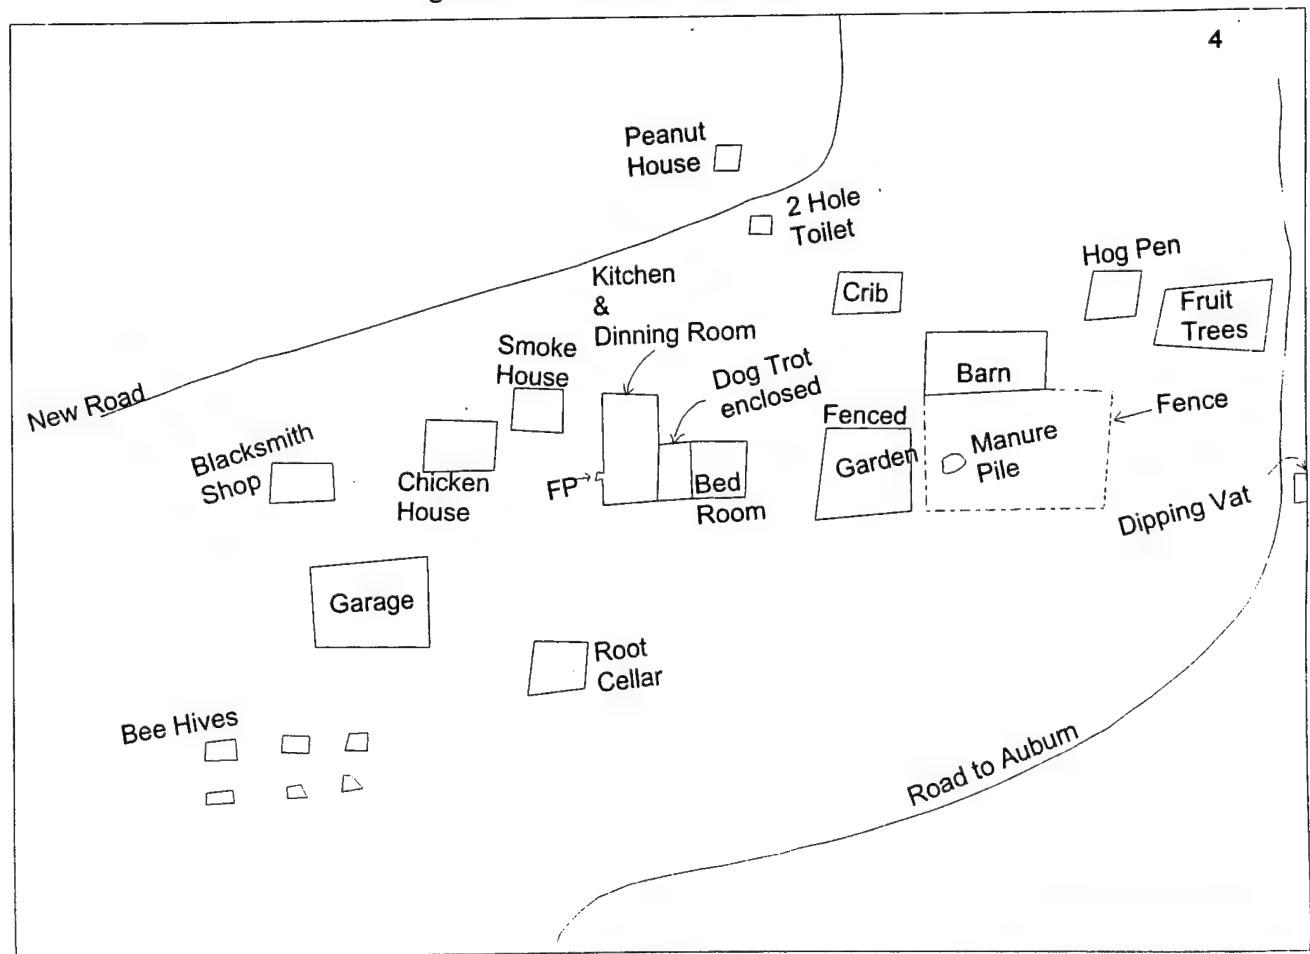 4
Peanut
House
2 Hole
Toilet
Hog Pen
Kitchen
&
Dinning Room
Crib
Fruit
Trees
Smoke
House
Dog Trot
enclosed
Barn
New Road
Fence
Fenced
Garden
Blacksmith
Shop
Manure
Pile
Chicken
House
FP
Bed
Room
Dipping Vat
Garage
Root
Cellar
Bee Hives
Road to Auburn